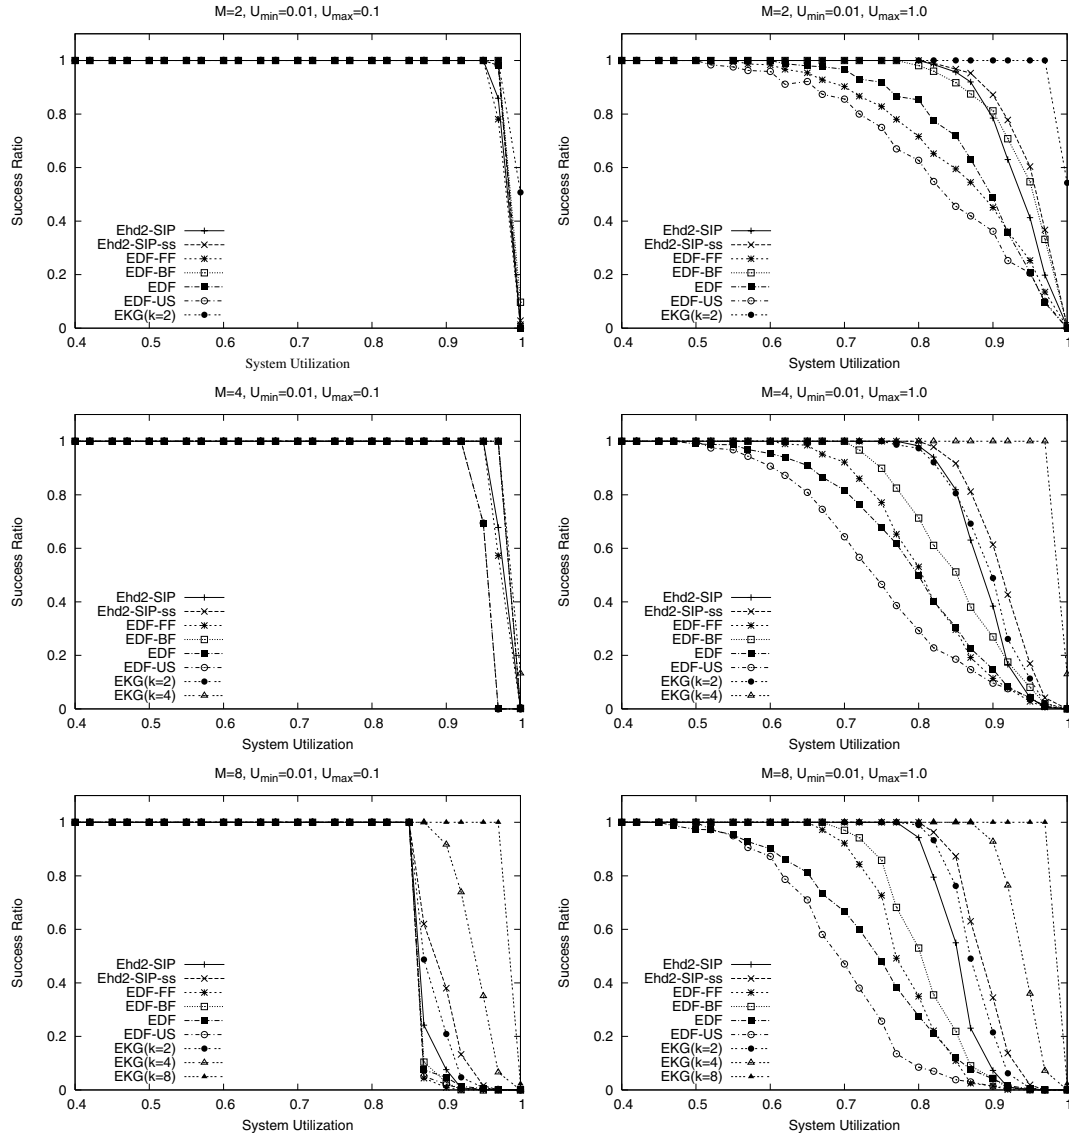 M=2, U_min=0.01, U_max=0.1
Success Ratio
1
0.8
0.6
0.4
0.2
0
Ehd2-SIP
Ehd2-SIP-ss
EDF-FF
EDF-BF
EDF
EDF-US
EKG(k=2)
0.4 0.5 0.6 0.7 0.8 0.9 1
System Utilization
M=2, U_min=0.01, U_max=1.0
Success Ratio
1
0.8
0.6
0.4
0.2
0
Ehd2-SIP
Ehd2-SIP-ss
EDF-FF
EDF-BF
EDF
EDF-US
EKG(k=2)
0.4 0.5 0.6 0.7 0.8 0.9 1
System Utilization
M=4, U_min=0.01, U_max=0.1
Success Ratio
1
0.8
0.6
0.4
0.2
0
Ehd2-SIP
Ehd2-SIP-ss
EDF-FF
EDF-BF
EDF
EDF-US
EKG(k=2)
EKG(k=4)
0.4 0.5 0.6 0.7 0.8 0.9 1
System Utilization
M=4, U_min=0.01, U_max=1.0
Success Ratio
1
0.8
0.6
0.4
0.2
0
Ehd2-SIP
Ehd2-SIP-ss
EDF-FF
EDF-BF
EDF
EDF-US
EKG(k=2)
EKG(k=4)
0.4 0.5 0.6 0.7 0.8 0.9 1
System Utilization
M=8, U_min=0.01, U_max=0.1
Success Ratio
1
0.8
0.6
0.4
0.2
0
Ehd2-SIP
Ehd2-SIP-ss
EDF-FF
EDF-BF
EDF
EDF-US
EKG(k=2)
EKG(k=4)
EKG(k=8)
0.4 0.5 0.6 0.7 0.8 0.9 1
System Utilization
M=8, U_min=0.01, U_max=1.0
Success Ratio
1
0.8
0.6
0.4
0.2
0
Ehd2-SIP
Ehd2-SIP-ss
EDF-FF
EDF-BF
EDF
EDF-US
EKG(k=2)
EKG(k=4)
EKG(k=8)
0.4 0.5 0.6 0.7 0.8 0.9 1
System Utilization